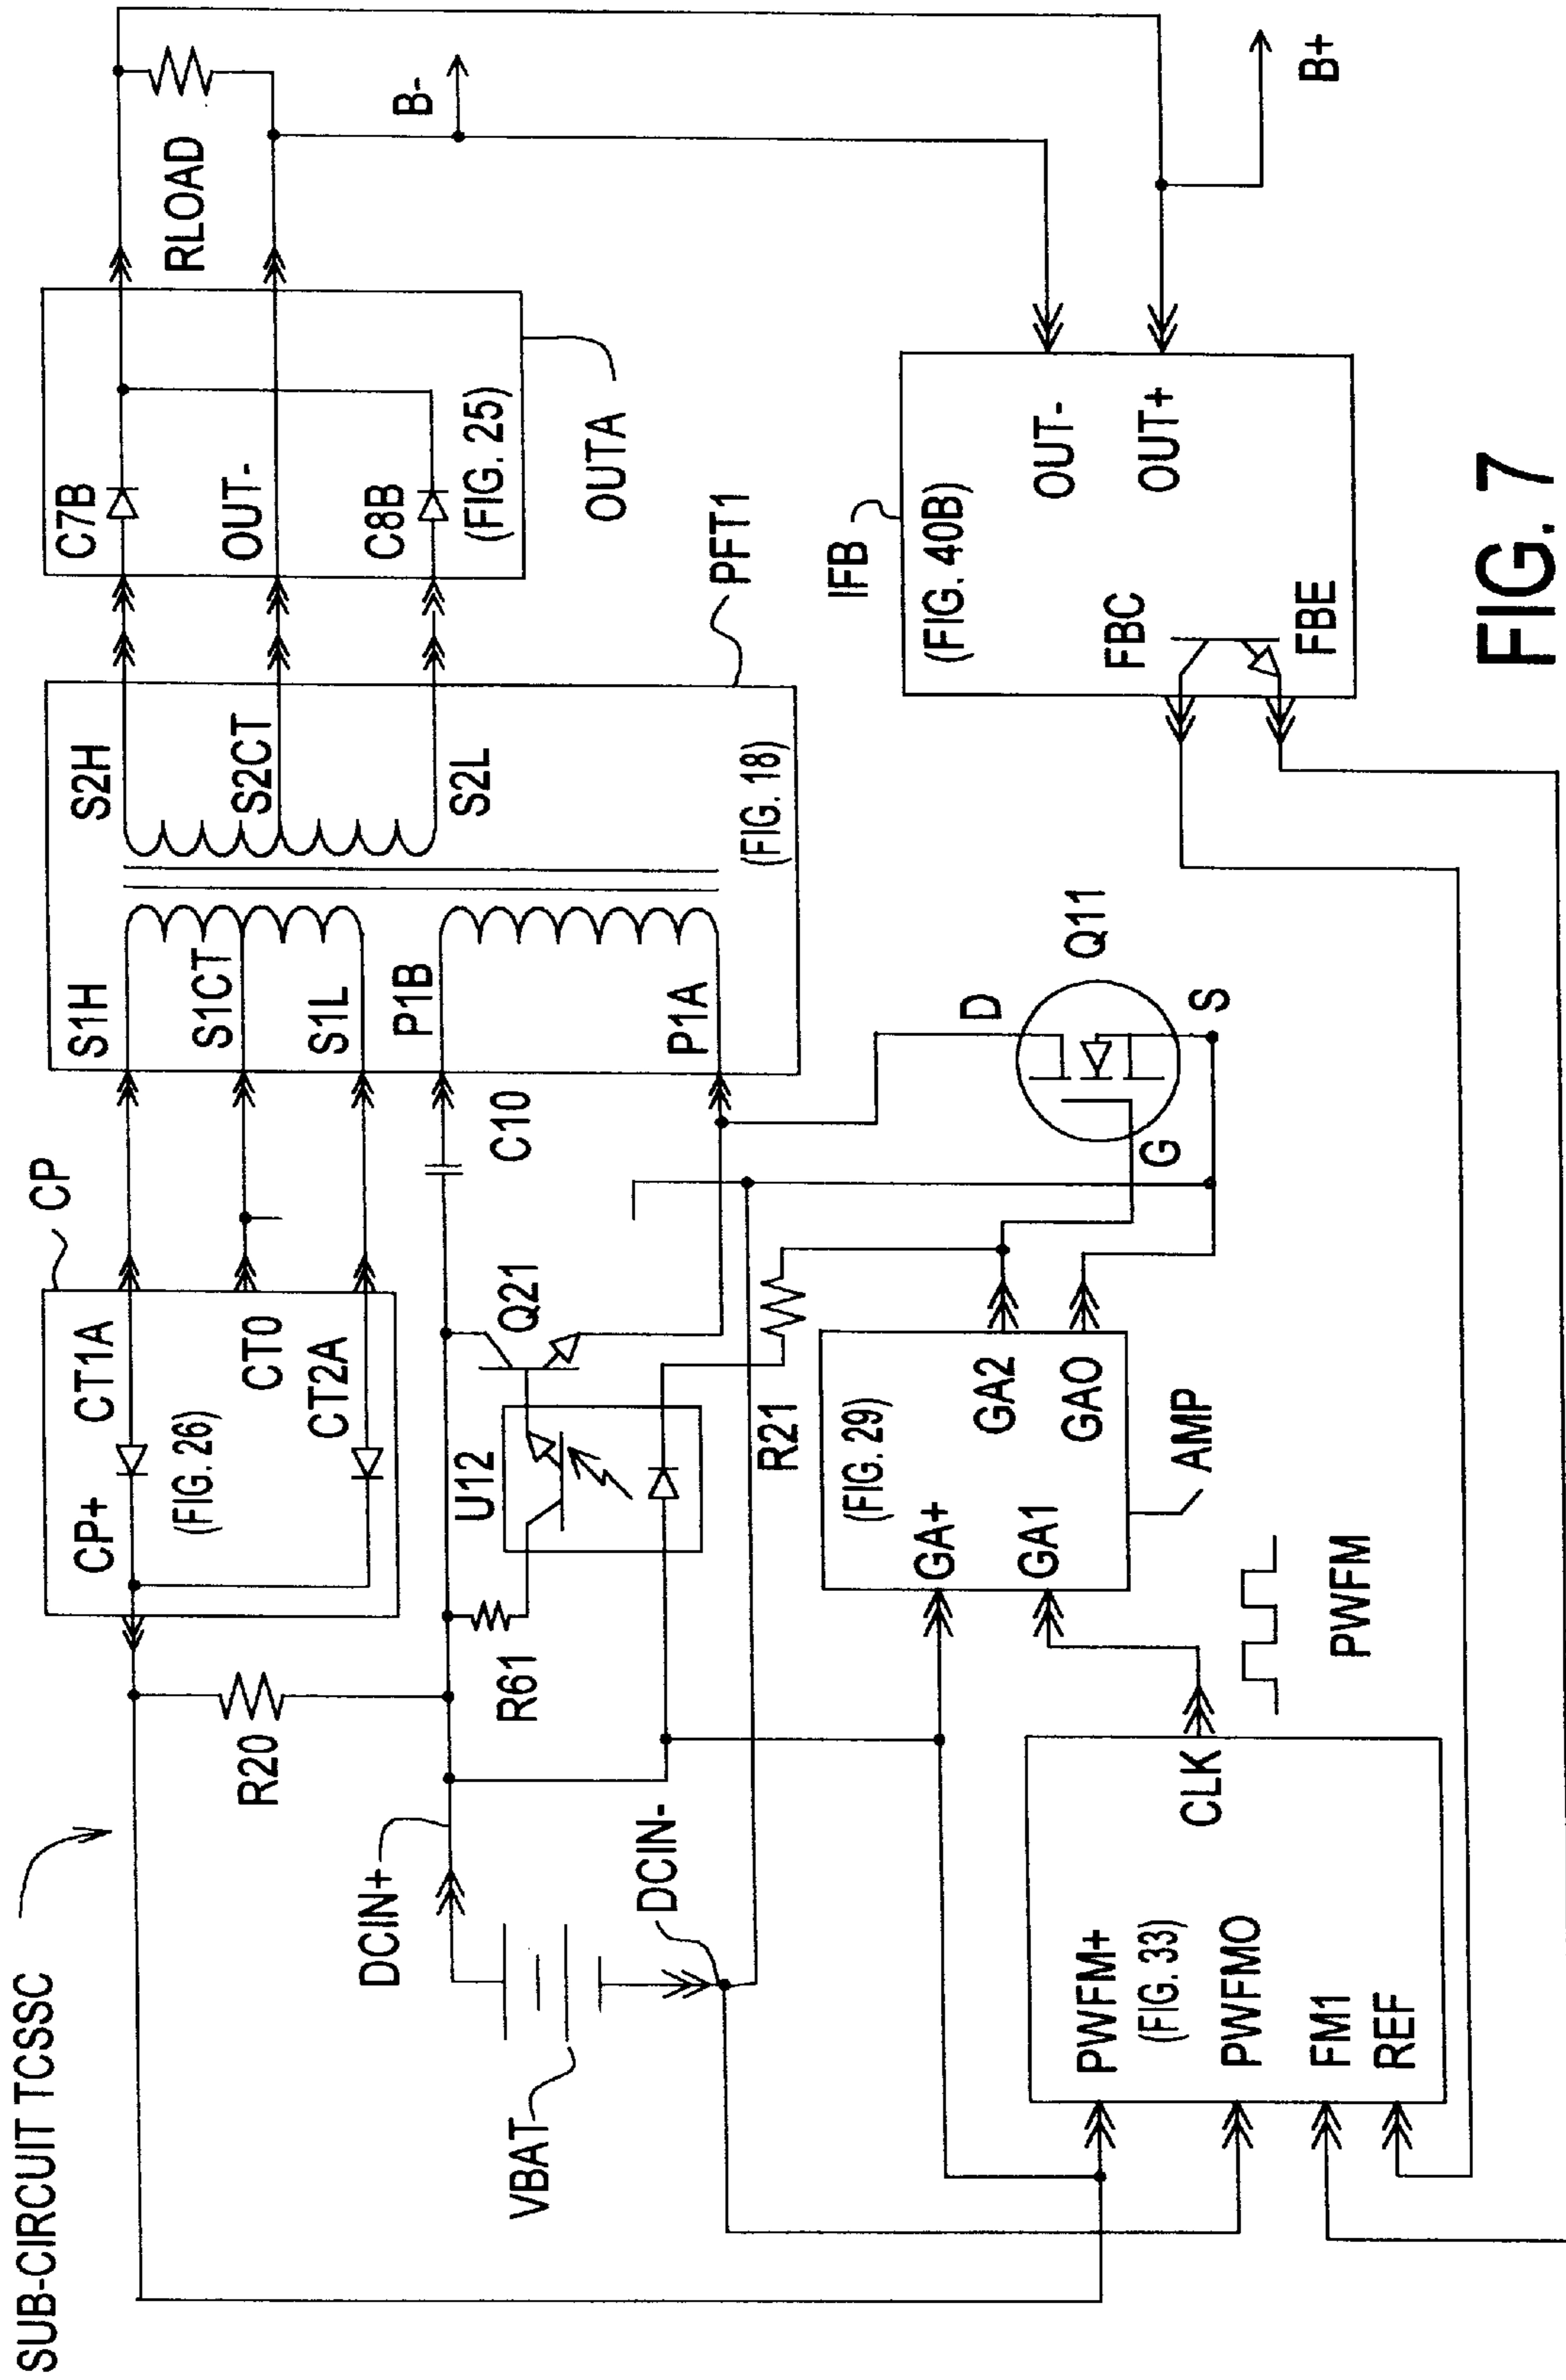 SUB-CIRCUIT TCSSC
CP
CP+
CT1A
(FIG. 26)
CT0
CT2A
S1H
S1CT
S1L
P1B
P1A
S2H
S2CT
S2L
(FIG. 18)
PFT1
C7B
OUT-
C8B
(FIG. 25)
OUTA
RLOAD
B-
B+
R20
DCIN+
R61
U12
Q21
C10
VBAT
DCIN-
R21
(FIG. 29)
GA+
GA1
GA2
GAO
AMP
D
G
S
Q11
IFB
(FIG. 40B)
OUT-
OUT+
FBC
FBE
PWFM+
(FIG. 33)
PWFMO
FM1
REF
CLK
PWFM
FIG. 7